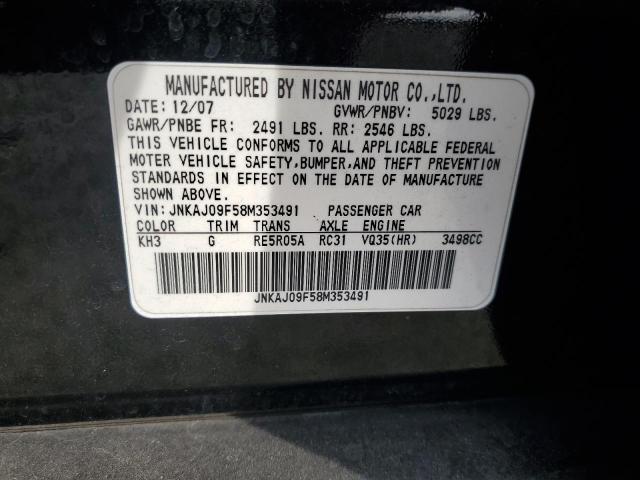 MANUFACTURED BY NISSAN MOTOR CO.,LTD.
DATE: 12/07 GVWR/PNBV: 5029 LBS.
GAWR/PNBE FR: 2491 LBS. RR: 2546 LBS.
THIS VEHICLE CONFORMS TO ALL APPLICABLE FEDERAL
MOTOR VEHICLE SAFETY,BUMPER,AND THEFT PREVENTION
STANDARDS IN EFFECT ON THE DATE OF MANUFACTURE
SHOWN ABOVE.
VIN: JNKAJ09F58M353491 PASSENGER CAR
COLOR TRIM TRANS AXLE ENGINE
KH3 G RE5R05A RC31 VQ35(HR) 3498CC
JNKAJ09F58M353491